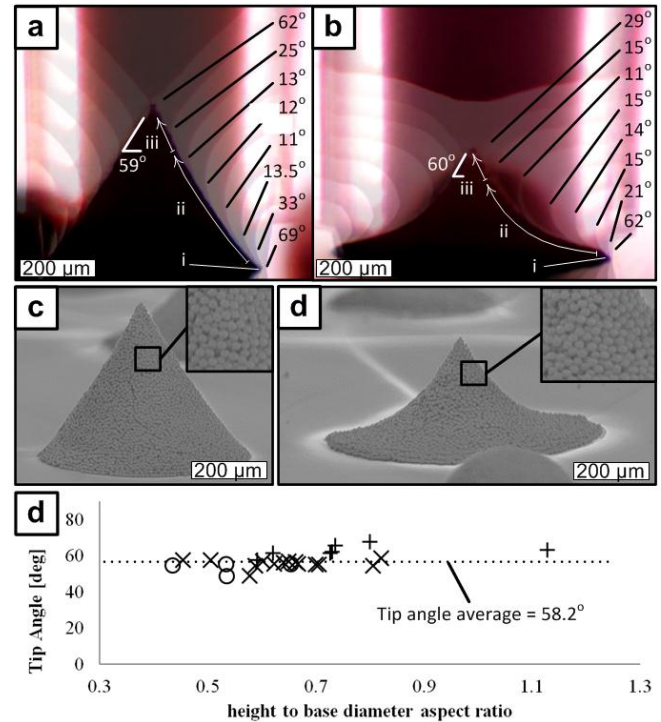 a
62°
25°
13°
12°
11°
13.5°
33°
69°
59°
iii
ii
i
200 µm
b
29°
15°
11°
15°
14°
15°
21°
62°
60°
iii
ii
i
200 µm
c
200 µm
d
200 µm
d
Tip Angle [deg]
80
60
40
20
0
Tip angle average = 58.2°
0.3 0.5 0.7 0.9 1.1 1.3
height to base diameter aspect ratio